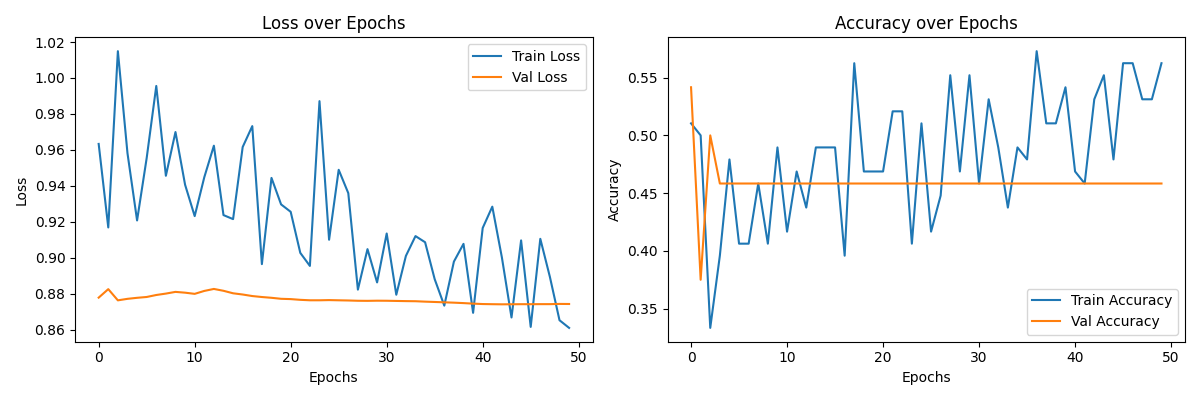 Loss over Epochs
Loss
1.02
1.00
0.98
0.96
0.94
0.92
0.90
0.88
0.86
Train Loss
Val Loss
0 10 20 30 40 50
Epochs
Accuracy over Epochs
Accuracy
0.55
0.50
0.45
0.40
0.35
Train Accuracy
Val Accuracy
0 10 20 30 40 50
Epochs